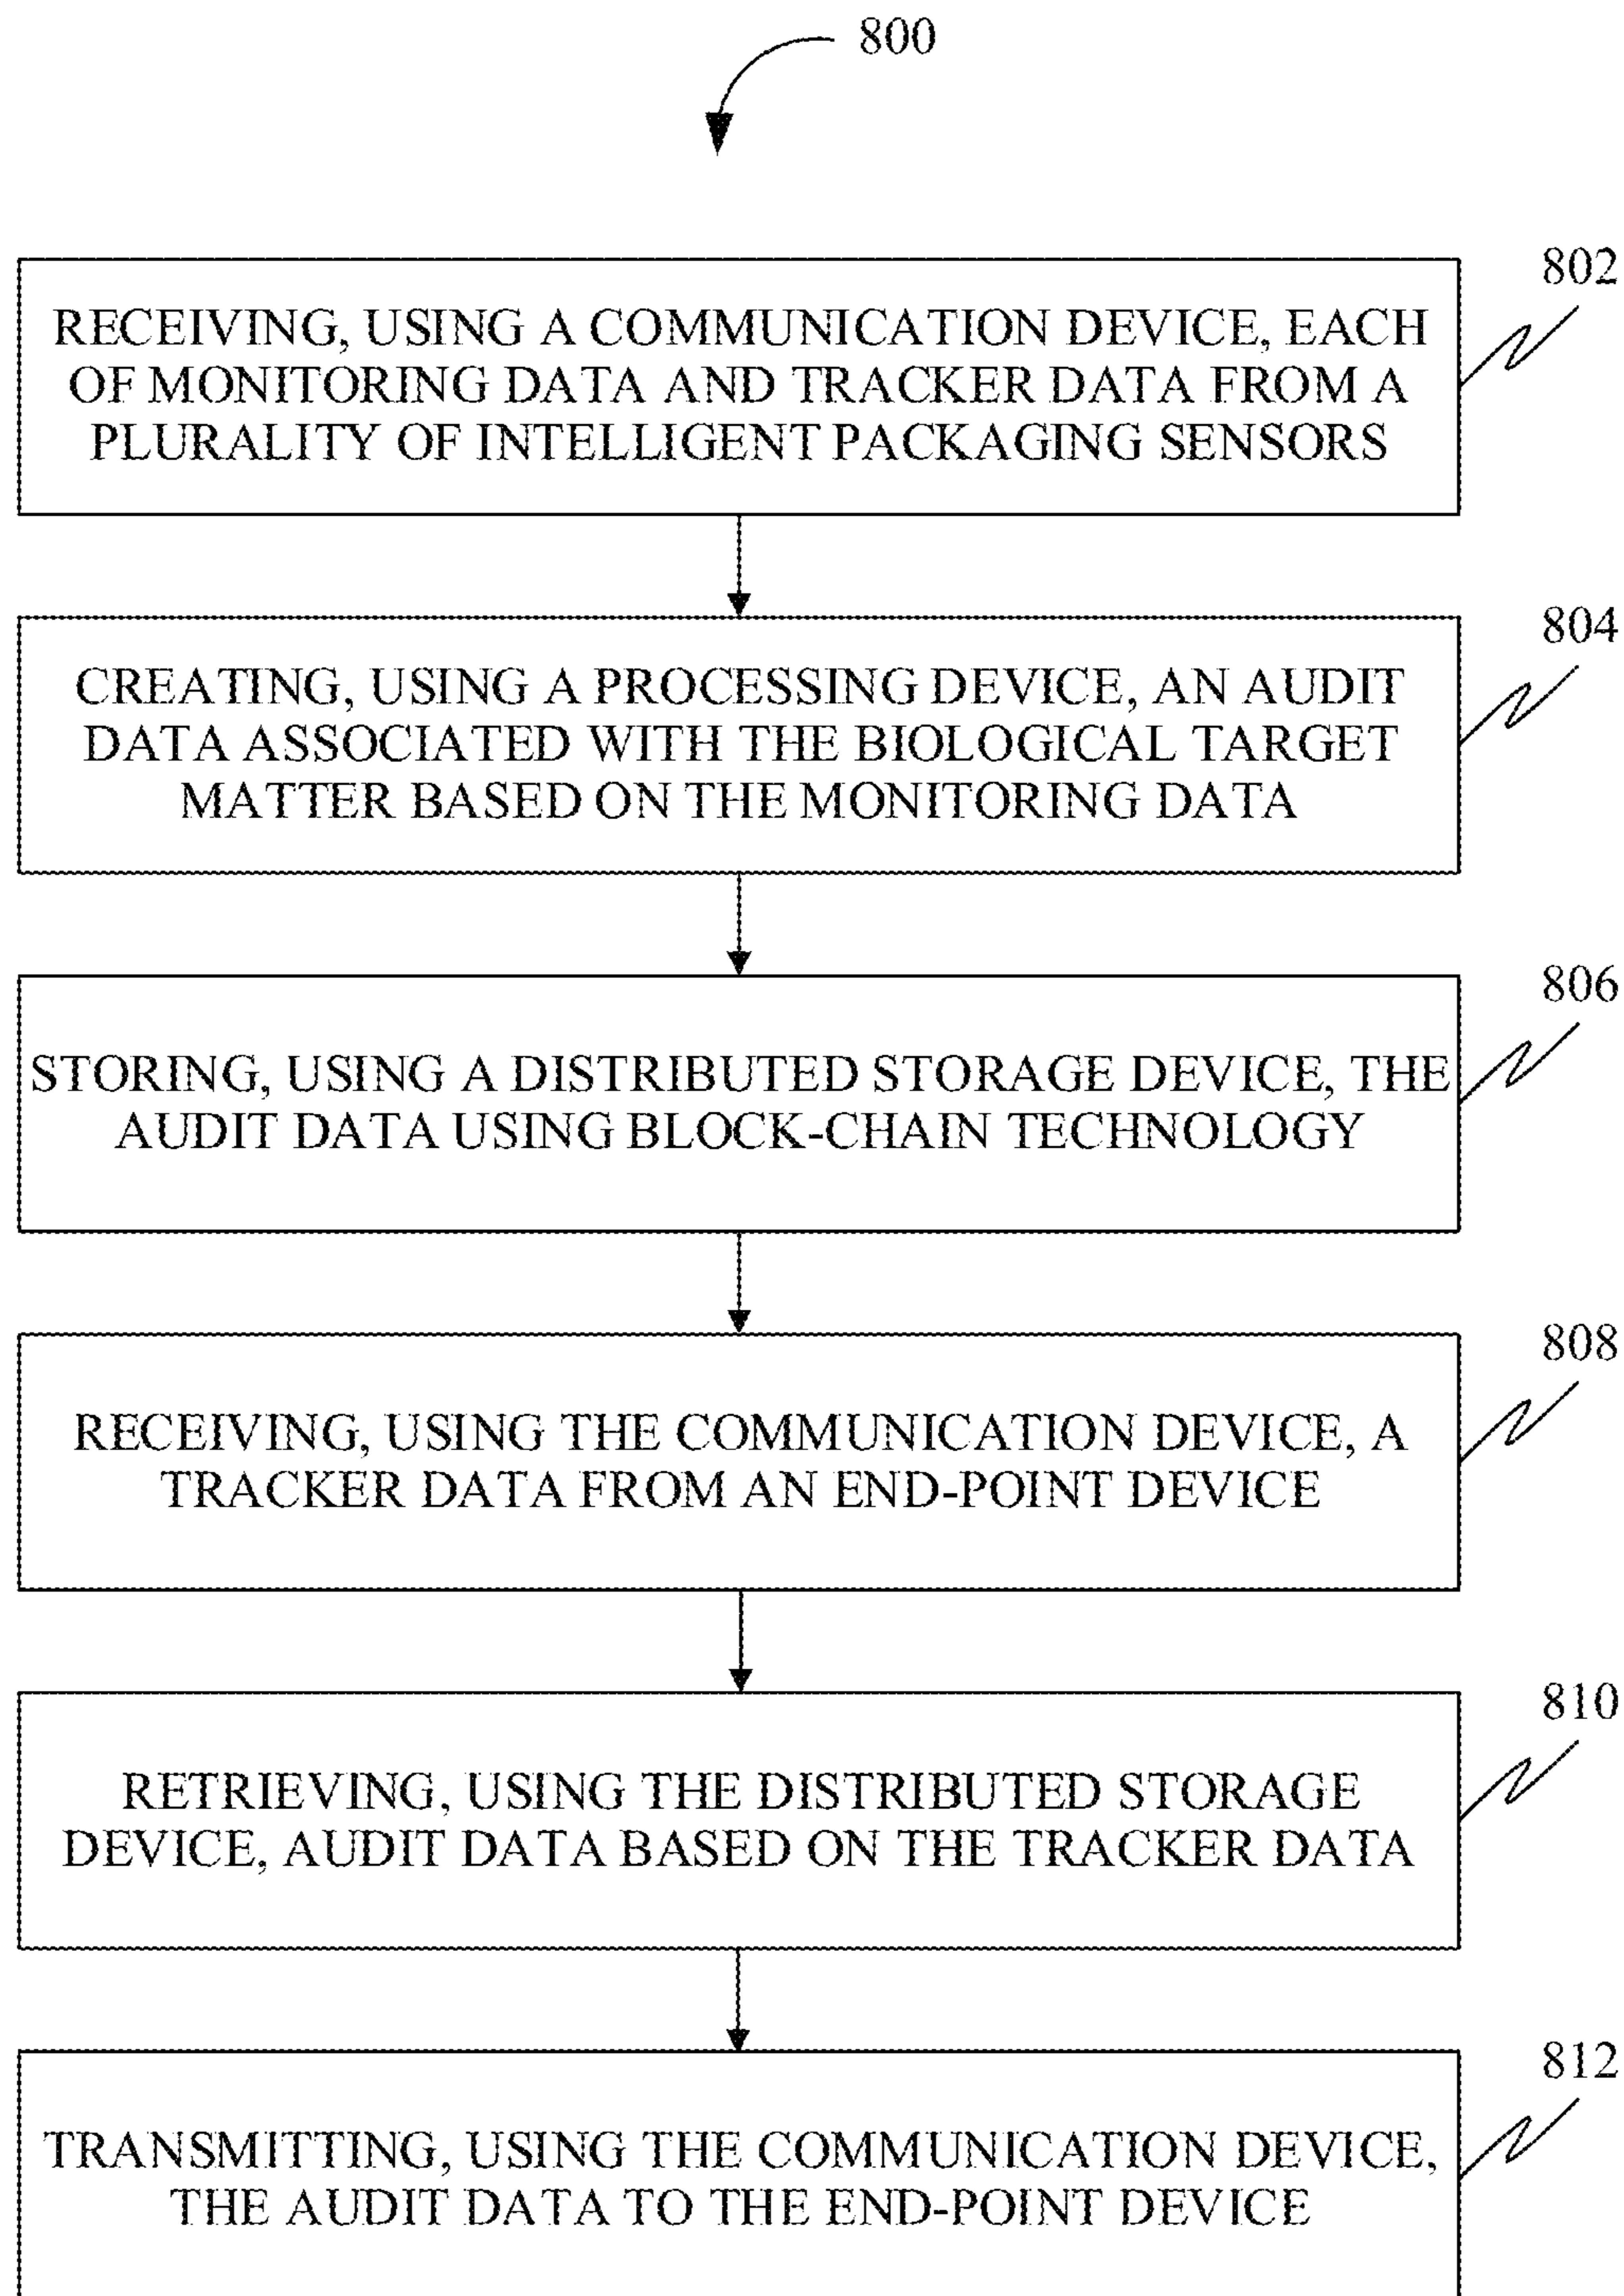 800
802
RECEIVING, USING A COMMUNICATION DEVICE, EACH
OF MONITORING DATA AND TRACKER DATA FROM A
PLURALITY OF INTELLIGENT PACKAGING SENSORS
804
CREATING, USING A PROCESSING DEVICE, AN AUDIT
DATA ASSOCIATED WITH THE BIOLOGICAL TARGET
MATTER BASED ON THE MONITORING DATA
806
STORING, USING A DISTRIBUTED STORAGE DEVICE, THE
AUDIT DATA USING BLOCK-CHAIN TECHNOLOGY
808
RECEIVING, USING THE COMMUNICATION DEVICE, A
TRACKER DATA FROM AN END-POINT DEVICE
810
RETRIEVING, USING THE DISTRIBUTED STORAGE
DEVICE, AUDIT DATA BASED ON THE TRACKER DATA
812
TRANSMITTING, USING THE COMMUNICATION DEVICE,
THE AUDIT DATA TO THE END-POINT DEVICE